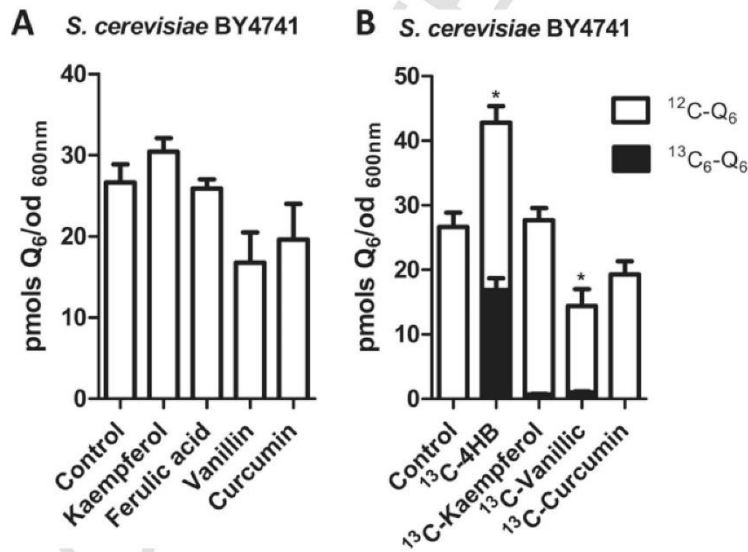 A S. cerevisiae BY4741
pmols Q₆/od 600nm
40
30
20
10
0
Control
Kaempferol
Ferulic acid
Vanillin
Curcumin
B S. cerevisiae BY4741
pmols Q₆/od 600nm
50
40
30
20
10
0
*
*
Control
¹³C-4HB
¹³C-Kaempferol
¹³C-Vanillic
¹³C-Curcumin
¹²C-Q₆
¹³C₆-Q₆